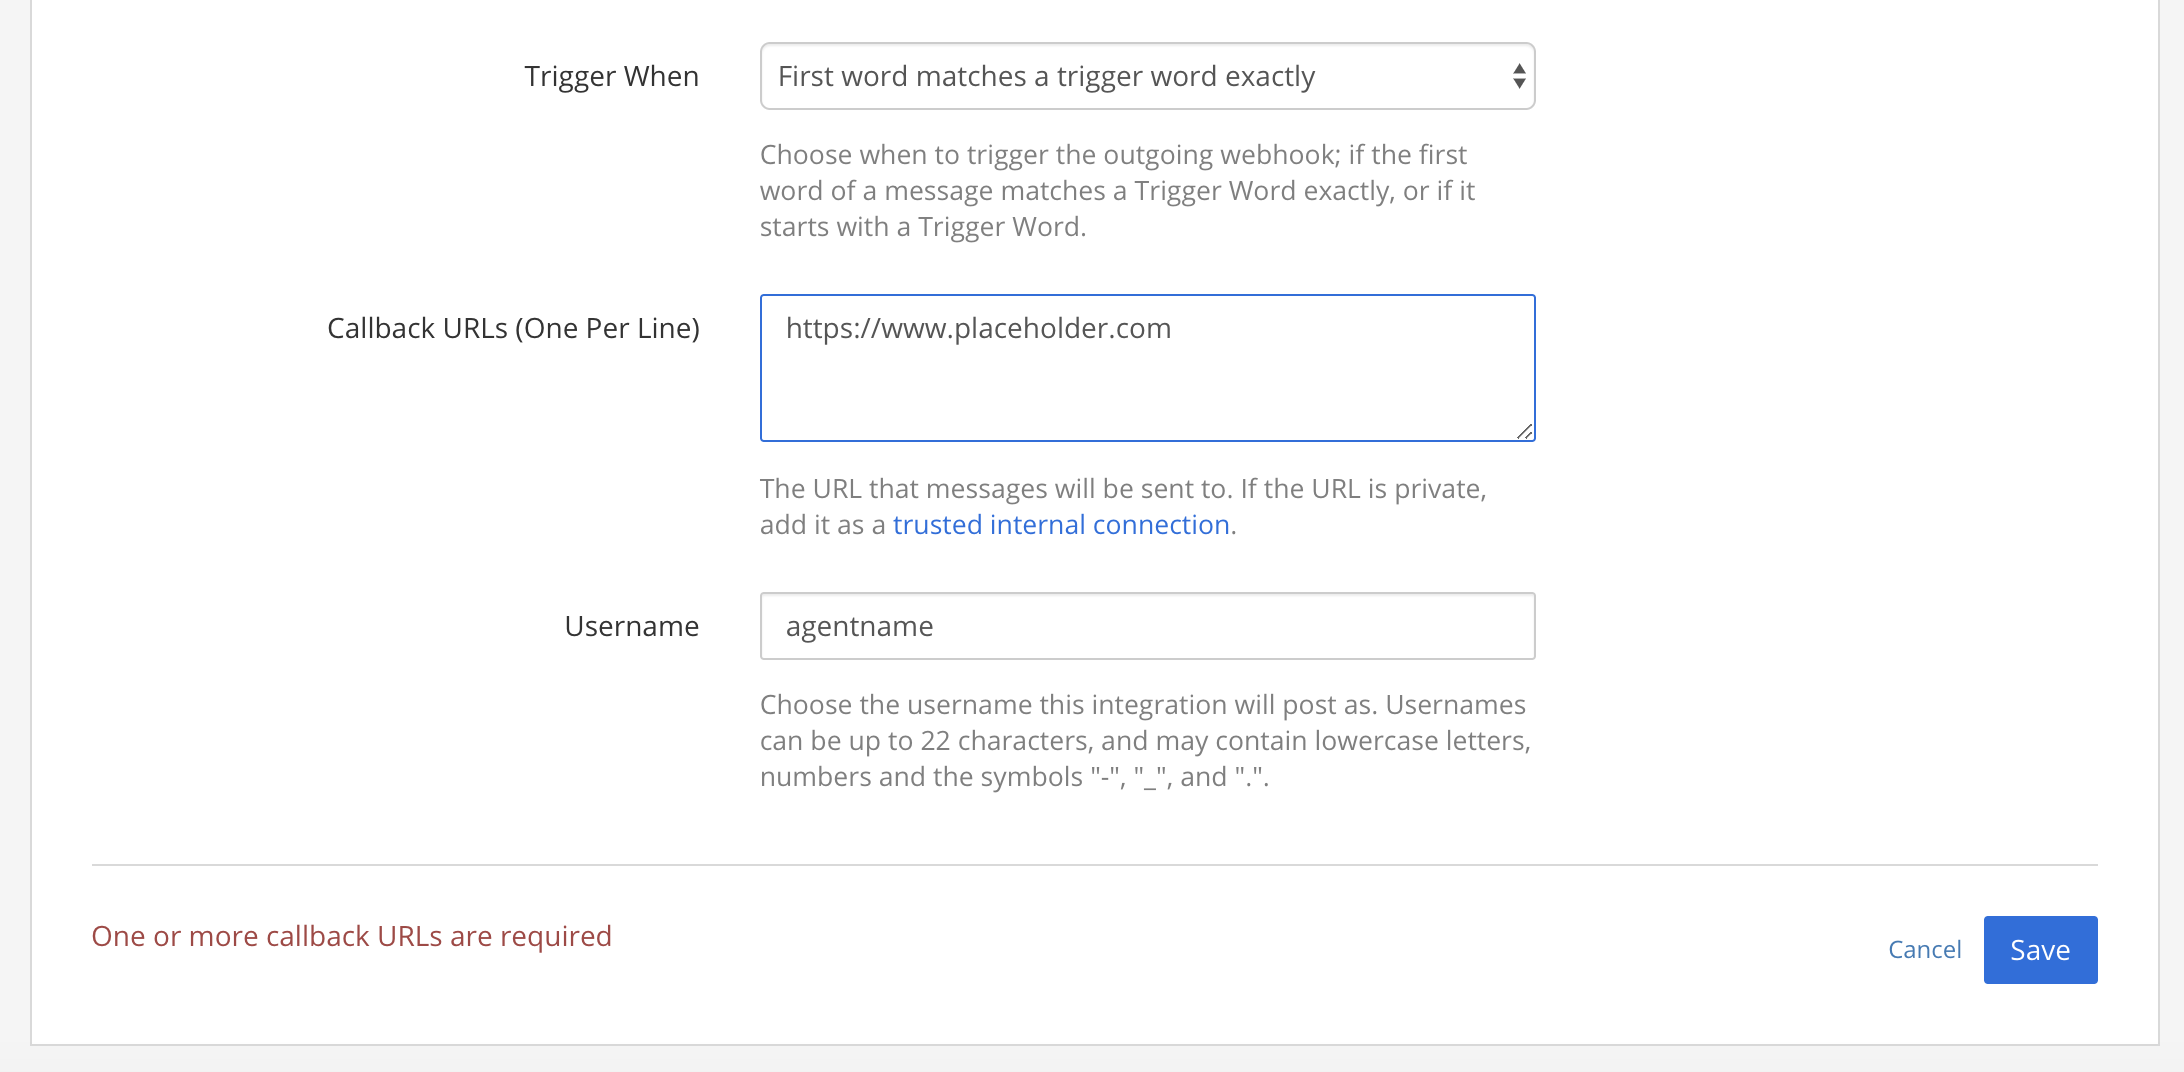 Trigger When
First word matches a trigger word exactly
Choose when to trigger the outgoing webhook; if the first
word of a message matches a Trigger Word exactly, or if it
starts with a Trigger Word.
Callback URLs (One Per Line)
https://www.placeholder.com
The URL that messages will be sent to. If the URL is private,
add it as a trusted internal connection.
Username
agentname
Choose the username this integration will post as. Usernames
can be up to 22 characters, and may contain lowercase letters,
numbers and the symbols "-", "_", and ".".
One or more callback URLs are required
Cancel
Save